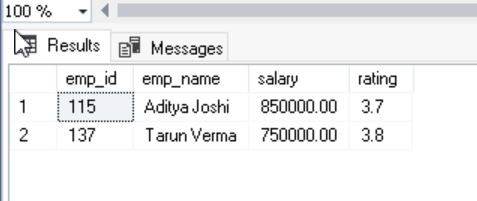 100 %
Results Messages
emp_id emp_name salary rating
1 115 Aditya Joshi 850000.00 3.7
2 137 Tarun Verma 750000.00 3.8